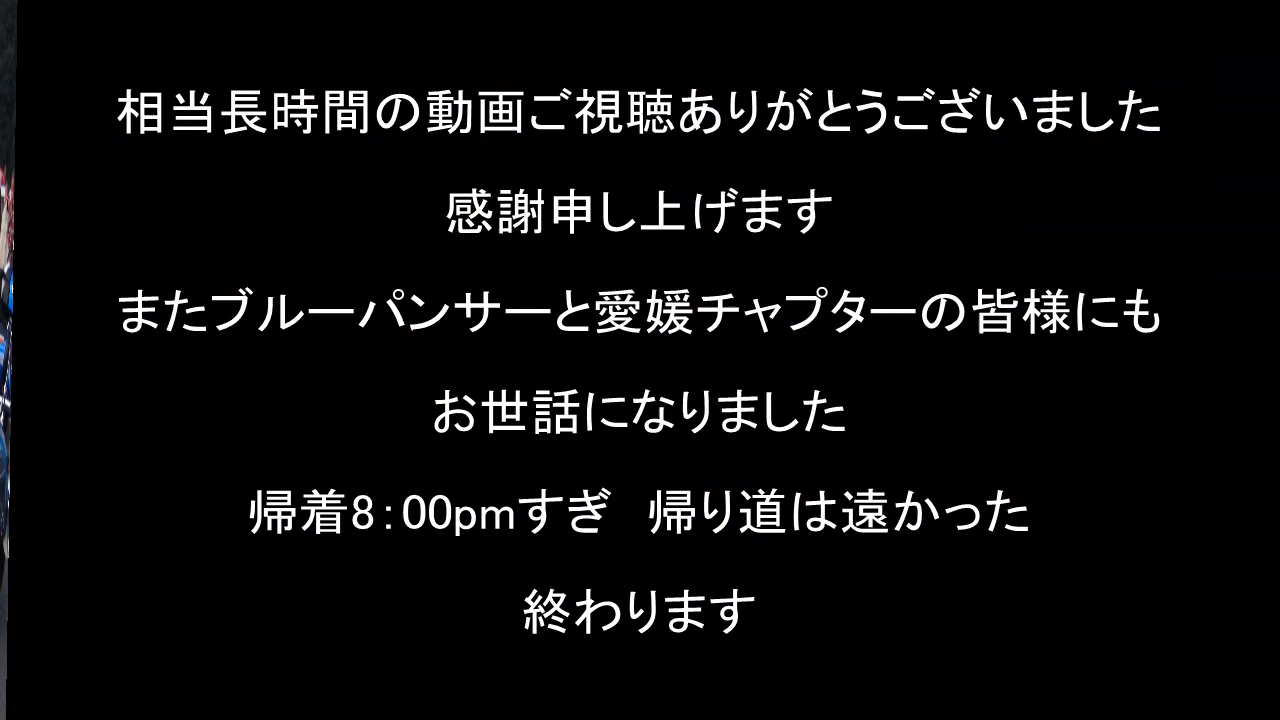 相当長時間の動画ご視聴ありがとうございました
感謝申し上げます
またブルーパンサーと愛媛チャプターの皆様にも
お世話になりました
帰着8:00pmすぎ　帰り道は遠かった
終わります